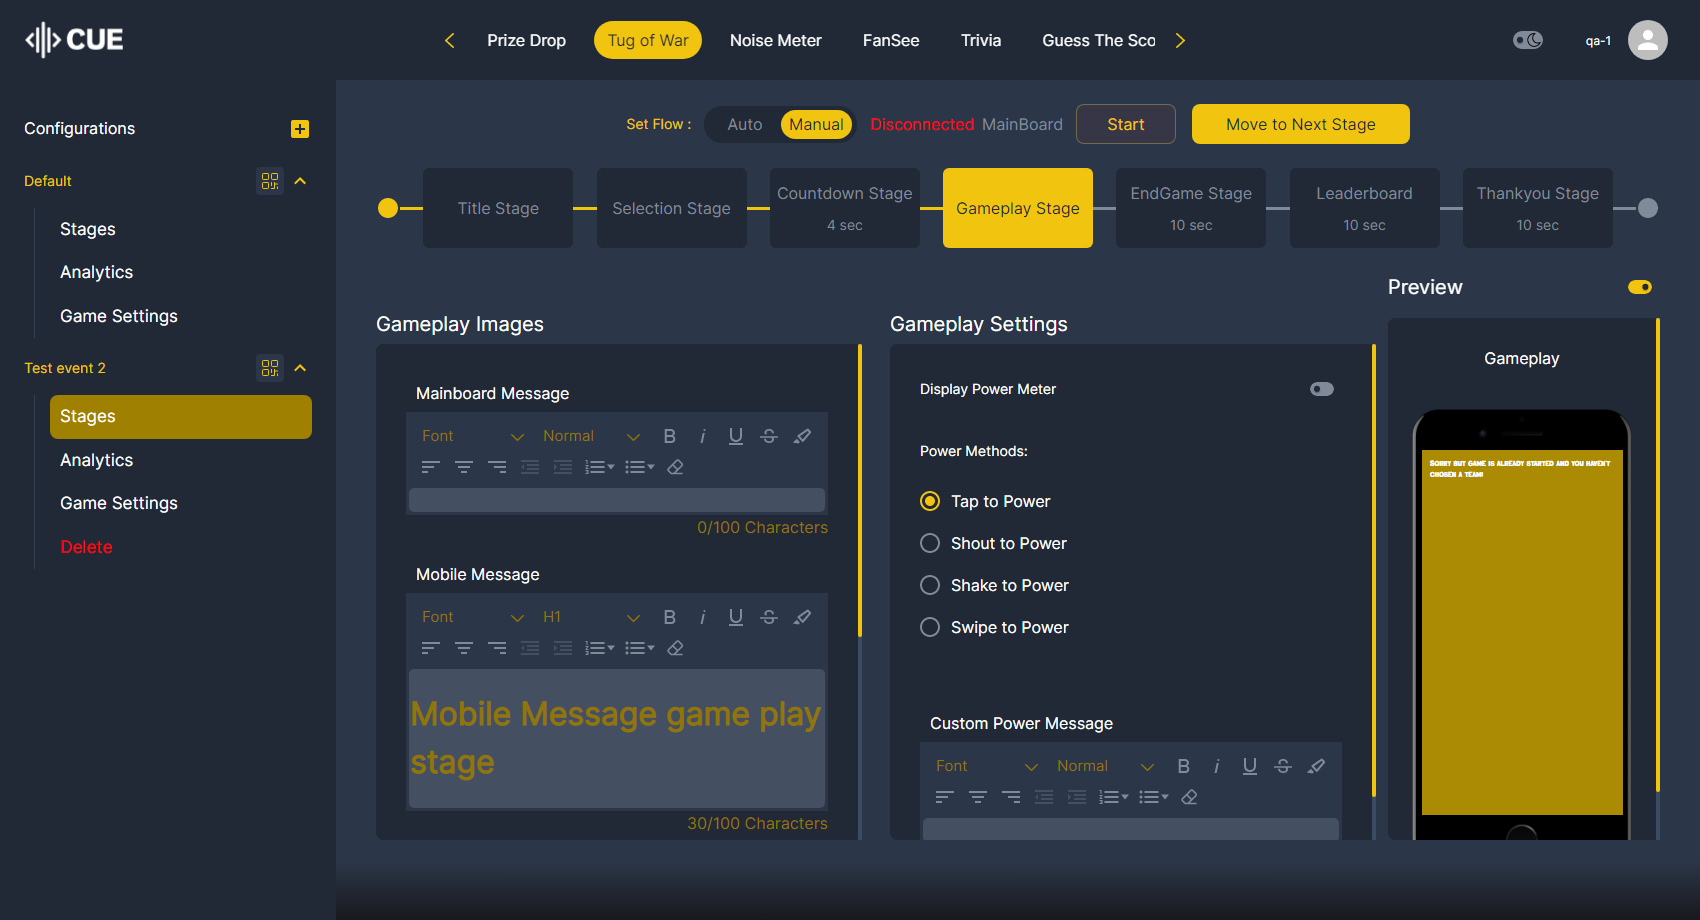 CUE
Prize Drop
Tug of War
Noise Meter
FanSee
Trivia
Guess The Sco
qa-1
Configurations
Default
Stages
Analytics
Game Settings
Test event 2
Stages
Analytics
Game Settings
Delete
Set Flow :
Auto
Manual
Disconnected MainBoard
Start
Move to Next Stage
Title Stage
Selection Stage
Countdown Stage
4 sec
Gameplay Stage
EndGame Stage
10 sec
Leaderboard
10 sec
Thankyou Stage
10 sec
Gameplay Images
Mainboard Message
Font
Normal
0/100 Characters
Mobile Message
Font
H1
Mobile Message game play
stage
30/100 Characters
Gameplay Settings
Display Power Meter
Power Methods:
Tap to Power
Shout to Power
Shake to Power
Swipe to Power
Custom Power Message
Font
Normal
Preview
Gameplay
Sorry but game is already started and you haven't
chosen a team!